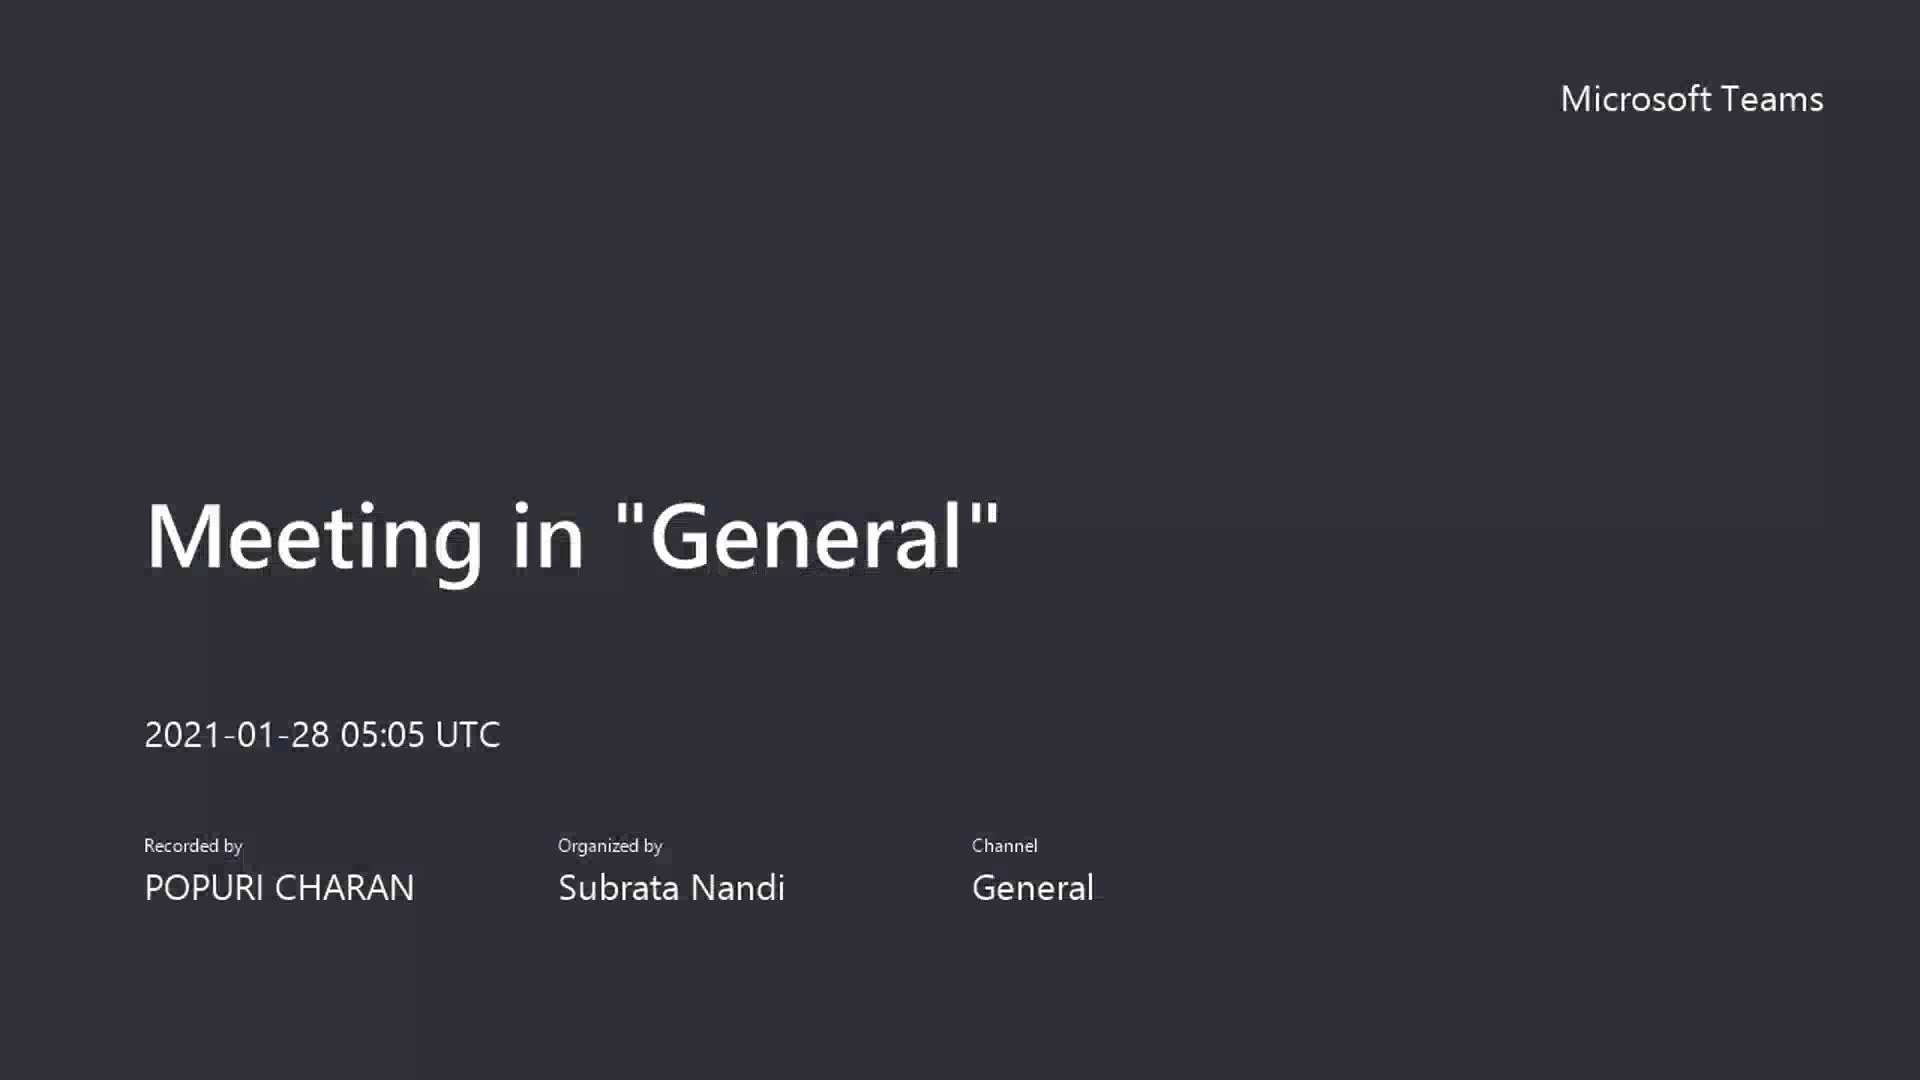 Microsoft Teams
Meeting in "General"
2021-01-28 05:05 UTC
Recorded by
POPURI CHARAN
Organized by
Subrata Nandi
Channel
General